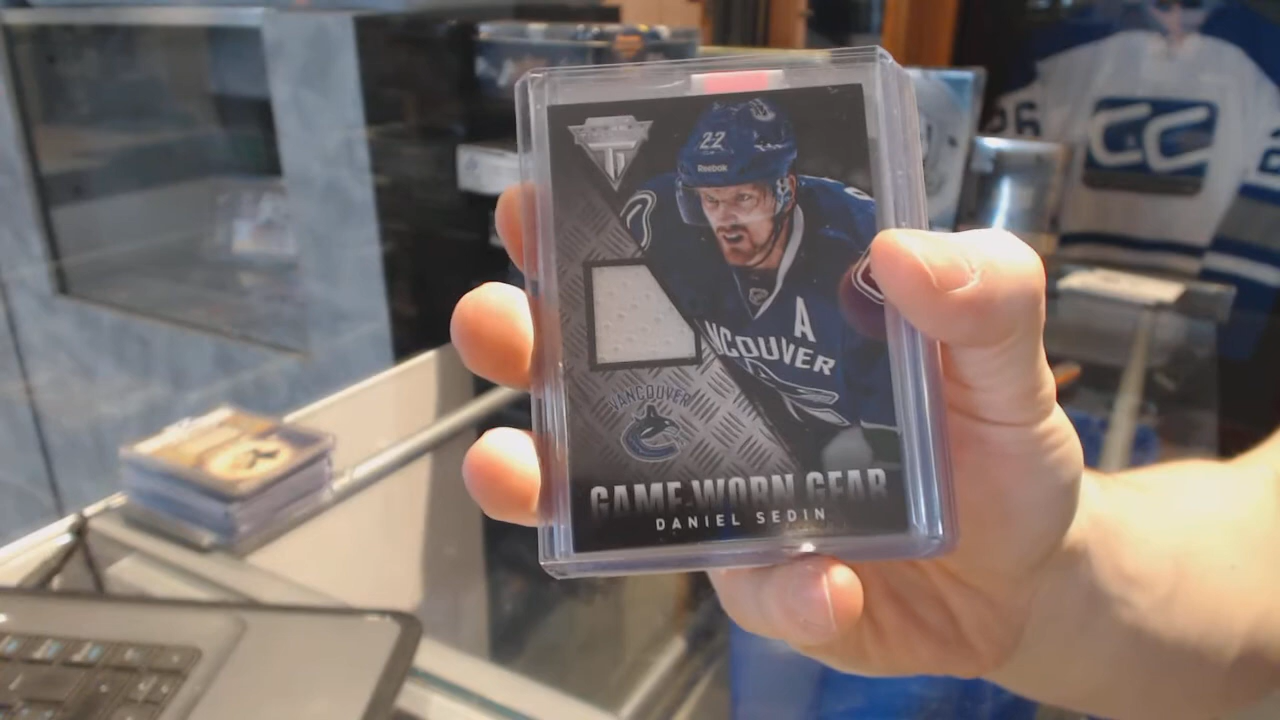 22
Reebok
A
VANCOUVER
VANCOUVER
GAME WORN GEAR
DANIEL SEDIN